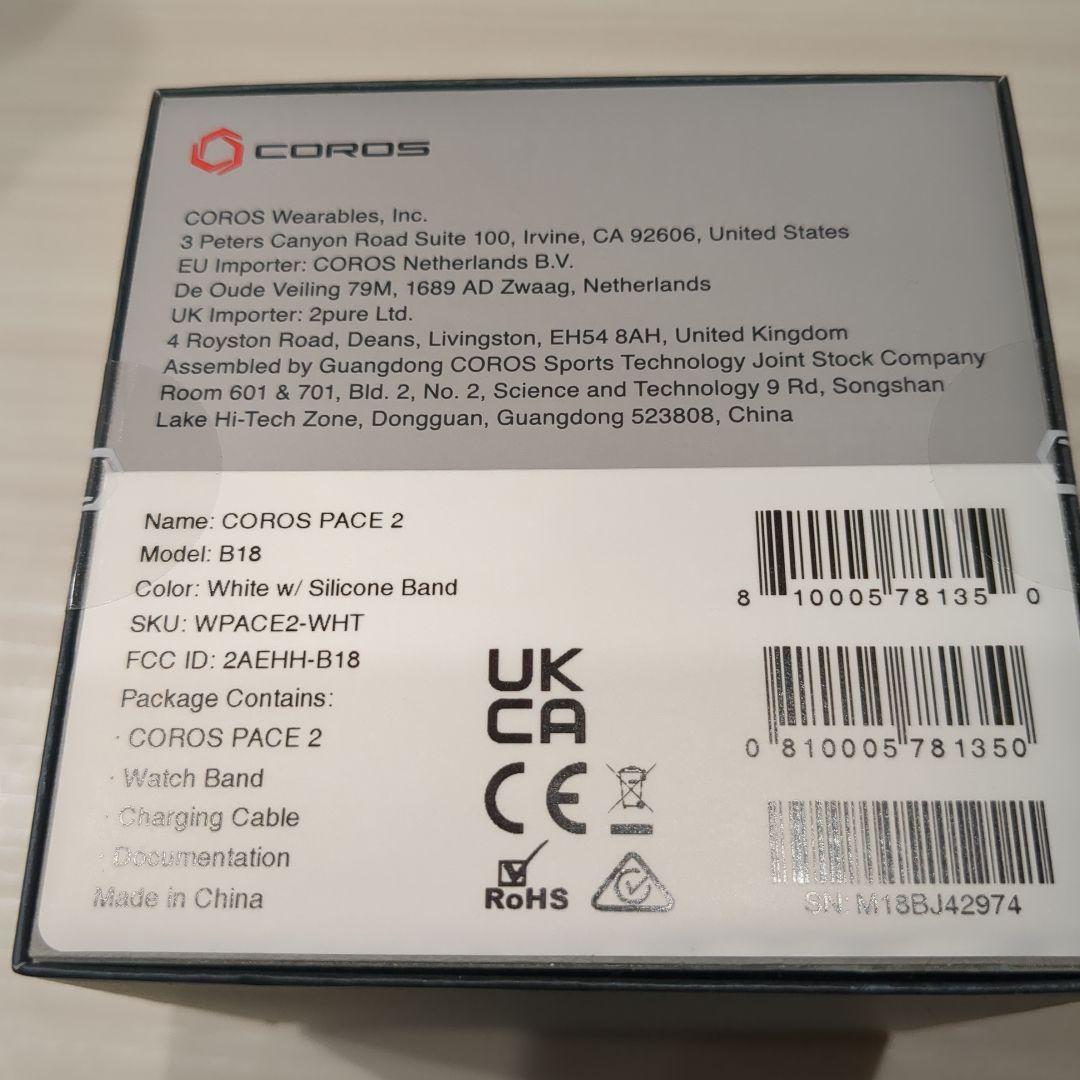 COROS
COROS Wearables, Inc.
3 Peters Canyon Road Suite 100, Irvine, CA 92606, United States
EU Importer: COROS Netherlands B.V.
De Oude Veiling 79M, 1689 AD Zwaag, Netherlands
UK Importer: 2pure Ltd.
4 Royston Road, Deans, Livingston, EH54 8AH, United Kingdom
Assembled by Guangdong COROS Sports Technology Joint Stock Company
Room 601 & 701, Bld. 2, No. 2, Science and Technology 9 Rd, Songshan
Lake Hi-Tech Zone, Dongguan, Guangdong 523808, China
Name: COROS PACE 2
Model: B18
Color: White w/ Silicone Band
SKU: WPACE2-WHT
FCC ID: 2AEHH-B18
Package Contains:
· COROS PACE 2
· Watch Band
· Charging Cable
· Documentation
Made in China
UK
CA
CE
RoHS
8 10005 78135 0
0 810005 781350
SN: M18BJ42974